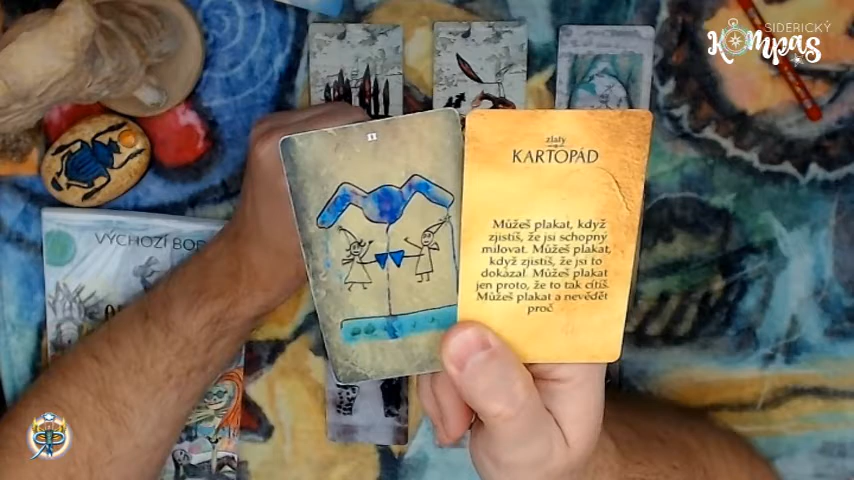 SIDERICKÝ
KOmpas
II
zlatý
KARTOPÁD
Můžeš plakat, když
zjistíš, že jsi schopný
milovat. Můžeš plakat,
když zjistíš, že jsi to
dokázal. Můžeš plakat
jen proto, že to tak cítíš.
Můžeš plakat a nevědět
proč.
VÝCHOZÍ BOD